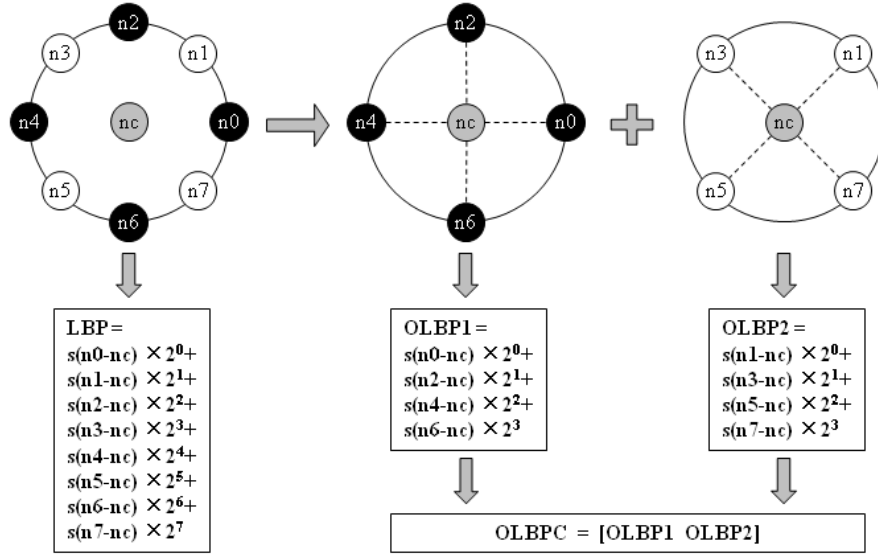 n2
n3
n1
n4
nc
n0
n5
n7
n6
n2
n4
nc
n0
n6
n3
n1
nc
n5
n7
LBP=
s(n0-nc) × 2⁰+
s(n1-nc) × 2¹+
s(n2-nc) × 2²+
s(n3-nc) × 2³+
s(n4-nc) × 2⁴+
s(n5-nc) × 2⁵+
s(n6-nc) × 2⁶+
s(n7-nc) × 2⁷
OLBP1=
s(n0-nc) × 2⁰+
s(n2-nc) × 2¹+
s(n4-nc) × 2²+
s(n6-nc) × 2³
OLBP2=
s(n1-nc) × 2⁰+
s(n3-nc) × 2¹+
s(n5-nc) × 2²+
s(n7-nc) × 2³
OLBPC = [OLBP1 OLBP2]